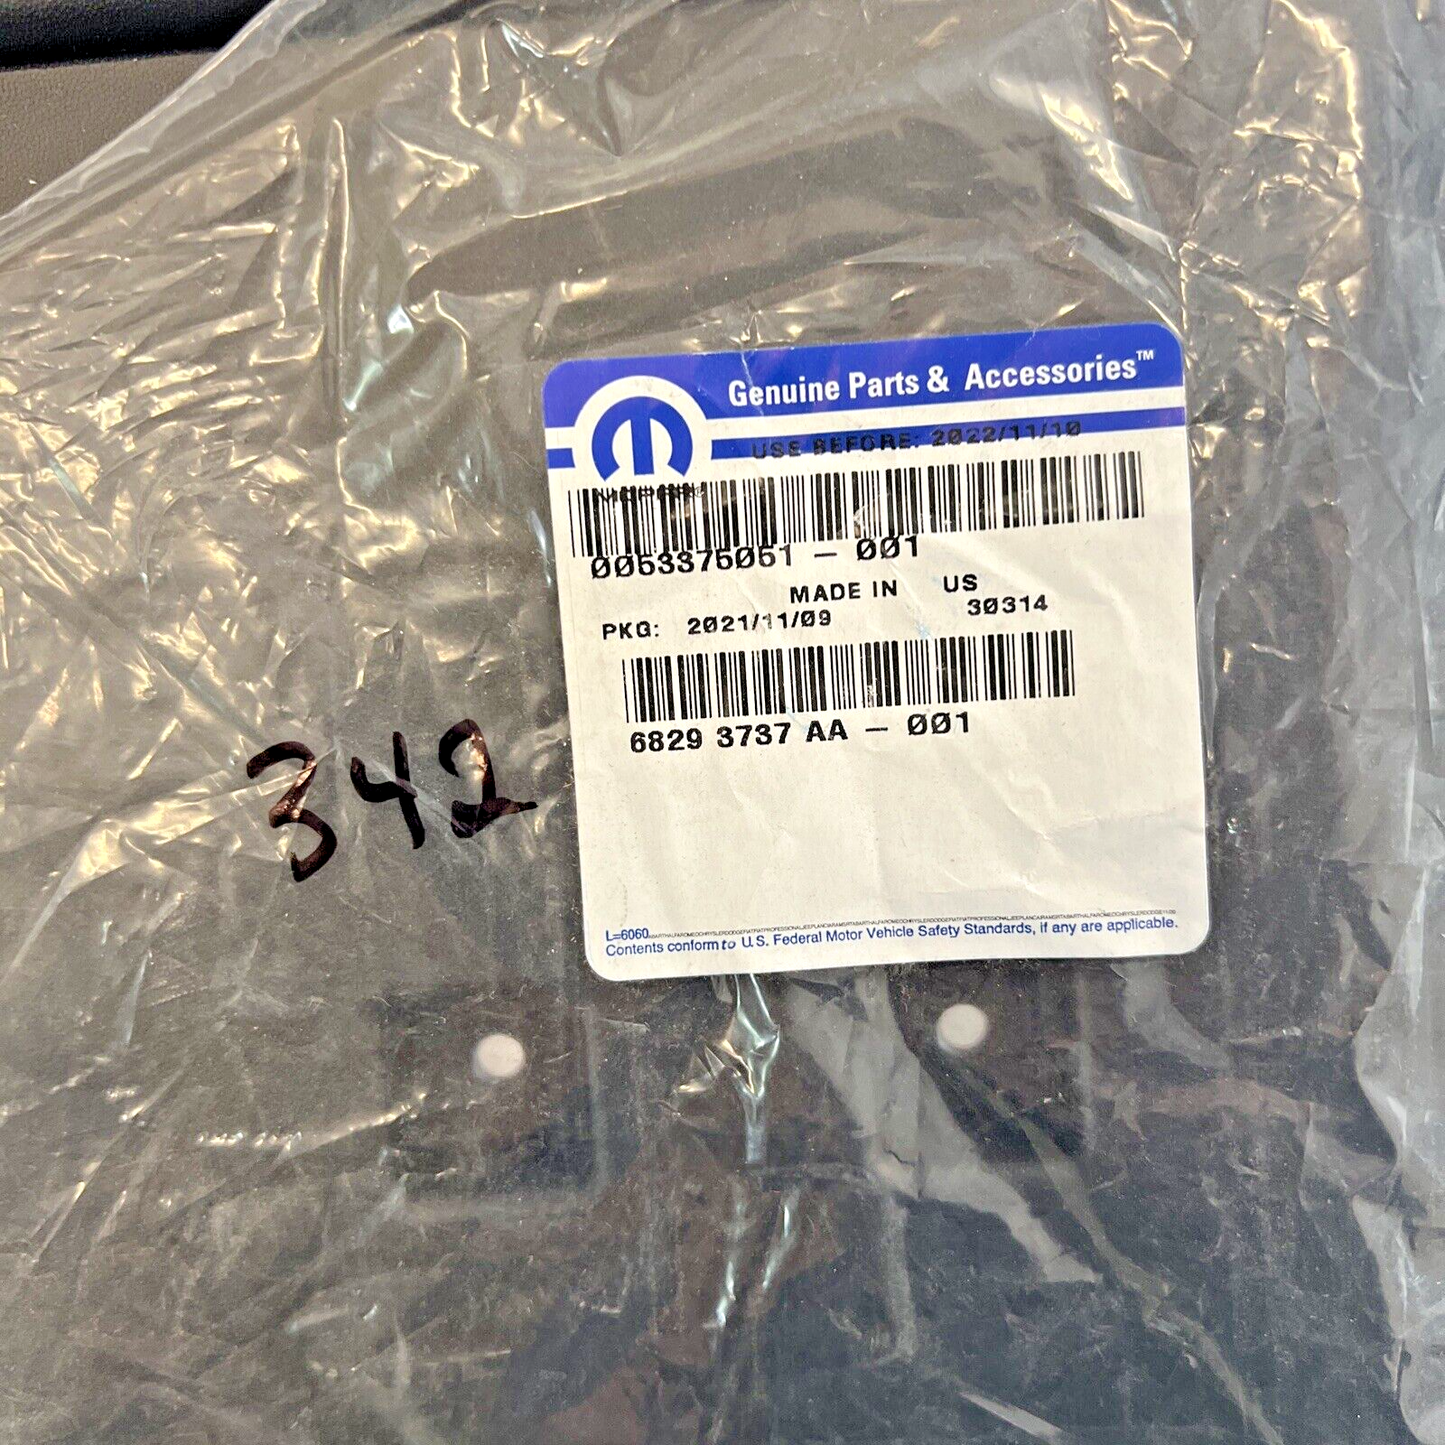 Genuine Parts & Accessories™
USE BEFORE: 2022/11/10
MOPAR®
0053375051 - 001
MADE IN US
PKG: 2021/11/09 30314
6829 3737 AA - 001
342
L=6060
Contents conform to U.S. Federal Motor Vehicle Safety Standards, if any are applicable.